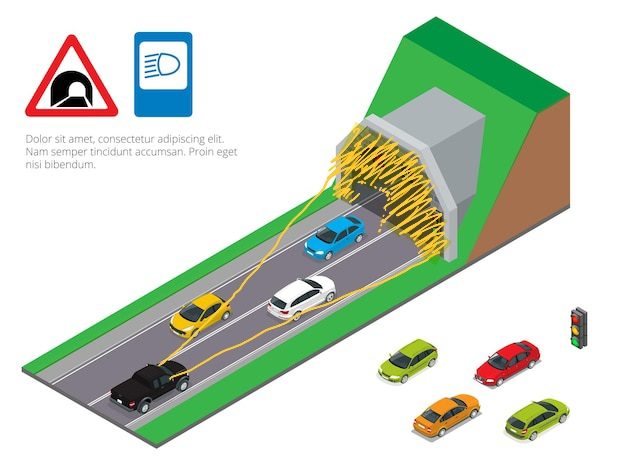 Dolor sit amet, consectetur adipiscing elit.
Nam semper tincidunt accumsan. Proin eget
nisi bibendum.